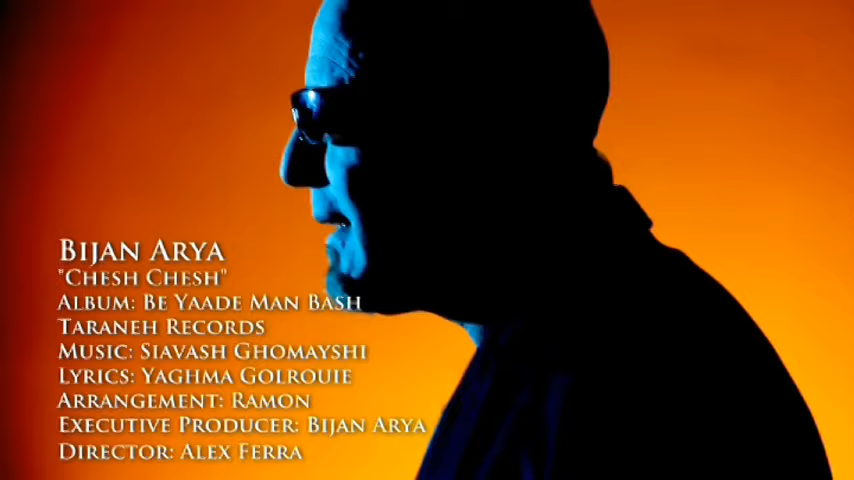 Bijan Arya
"Chesh Chesh"
Album: Be Yaade Man Bash
Taraneh Records
Music: Siavash Ghomayshi
Lyrics: Yaghma Golrouie
Arrangement: Ramon
Executive Producer: Bijan Arya
Director: Alex Ferra